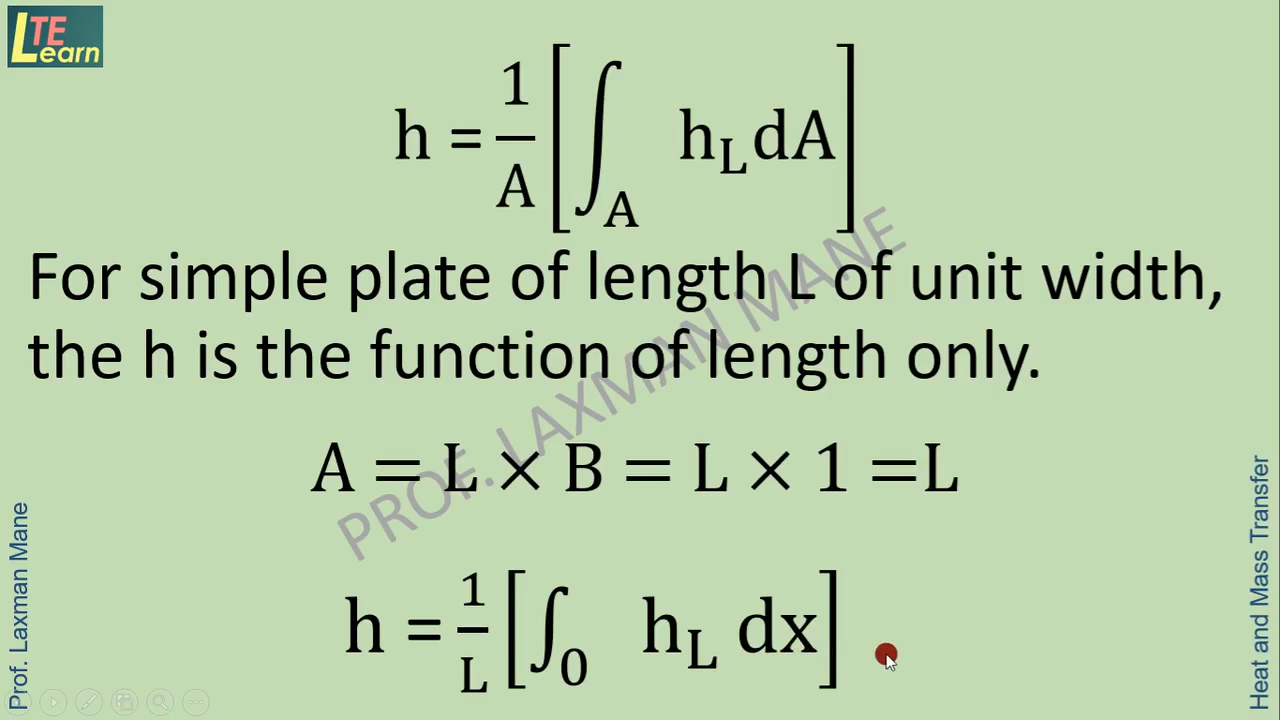 LTE Learn
h = 1/A [∫_A h_L dA]
For simple plate of length L of unit width,
the h is the function of length only.
A = L × B = L × 1 =L
h = 1/L [∫_0 h_L dx]
PROF. LAXMAN MANE
Prof. Laxman Mane
Heat and Mass Transfer